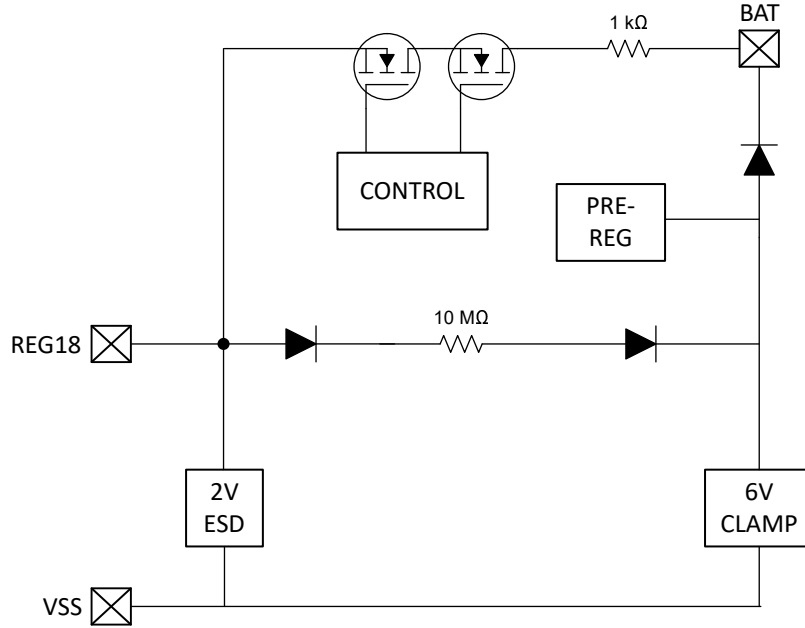 BAT
1 kΩ
CONTROL
PRE-
REG
10 MΩ
REG18
2V
ESD
6V
CLAMP
VSS